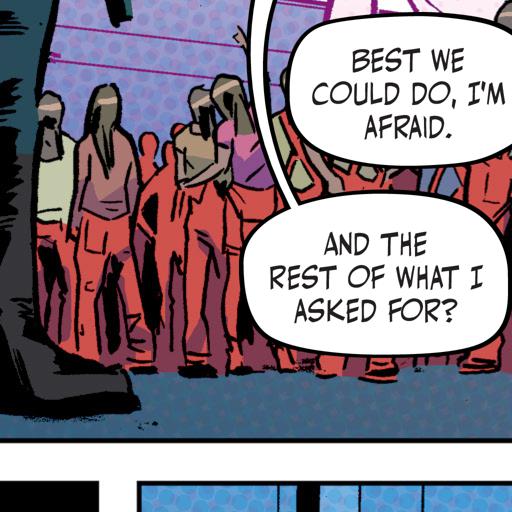 BEST WE
COULD DO, I'M
AFRAID.
AND THE
REST OF WHAT I
ASKED FOR?